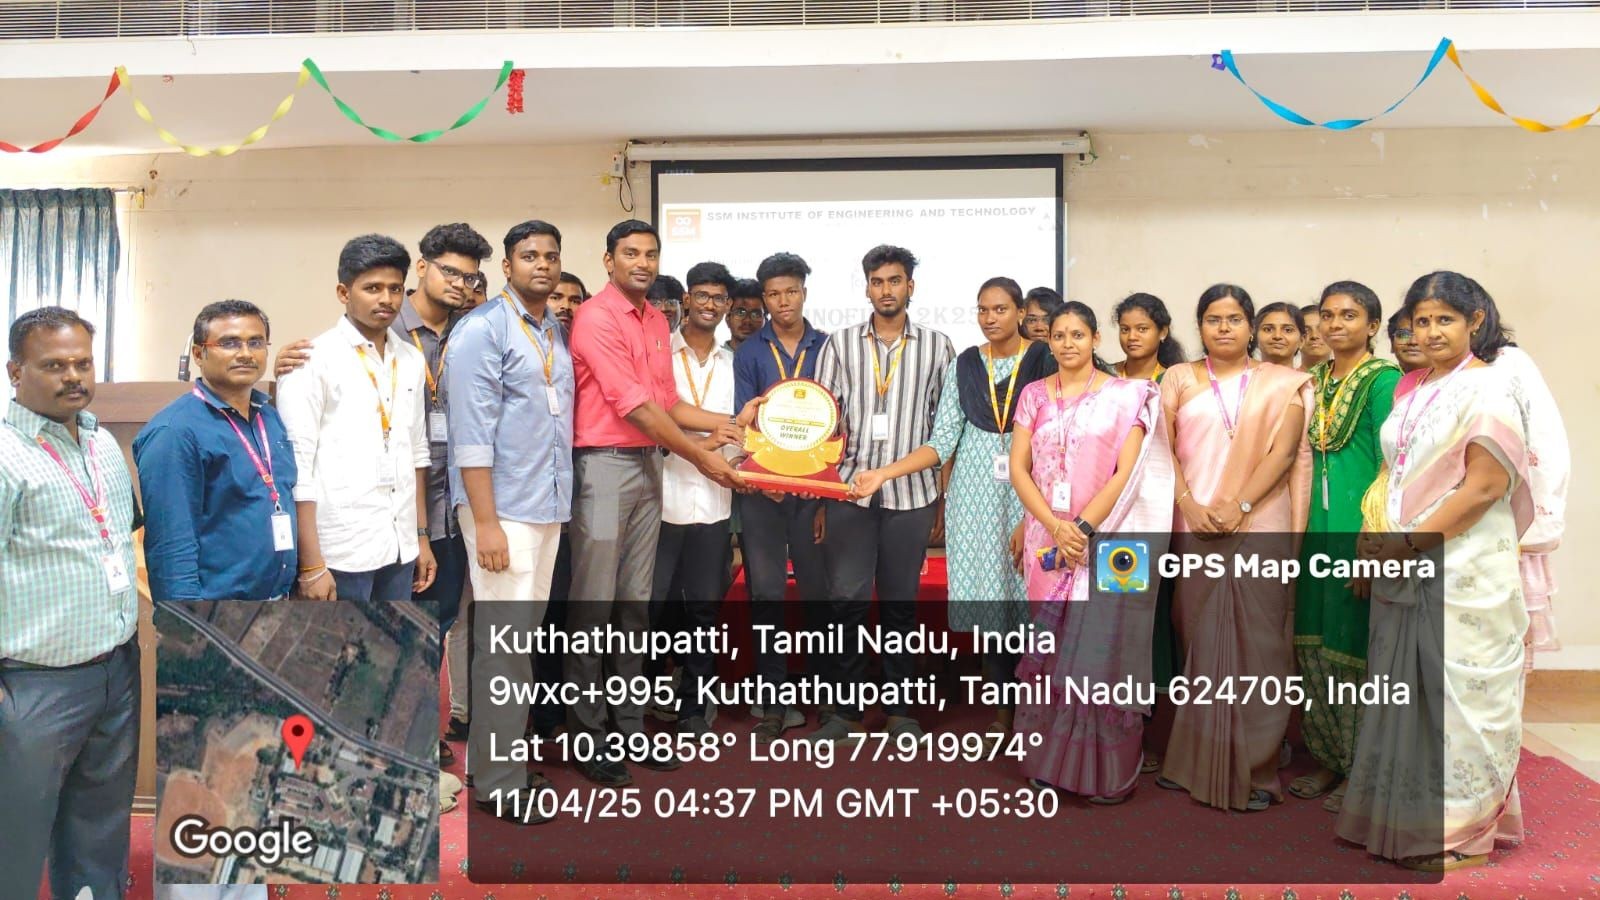 SSM INSTITUTE OF ENGINEERING AND TECHNOLOGY
SSM
2K25
OVERALL
WINNER
GPS Map Camera
Kuthathupatti, Tamil Nadu, India
9wxc+995, Kuthathupatti, Tamil Nadu 624705, India
Lat 10.39858° Long 77.919974°
11/04/25 04:37 PM GMT +05:30
Google